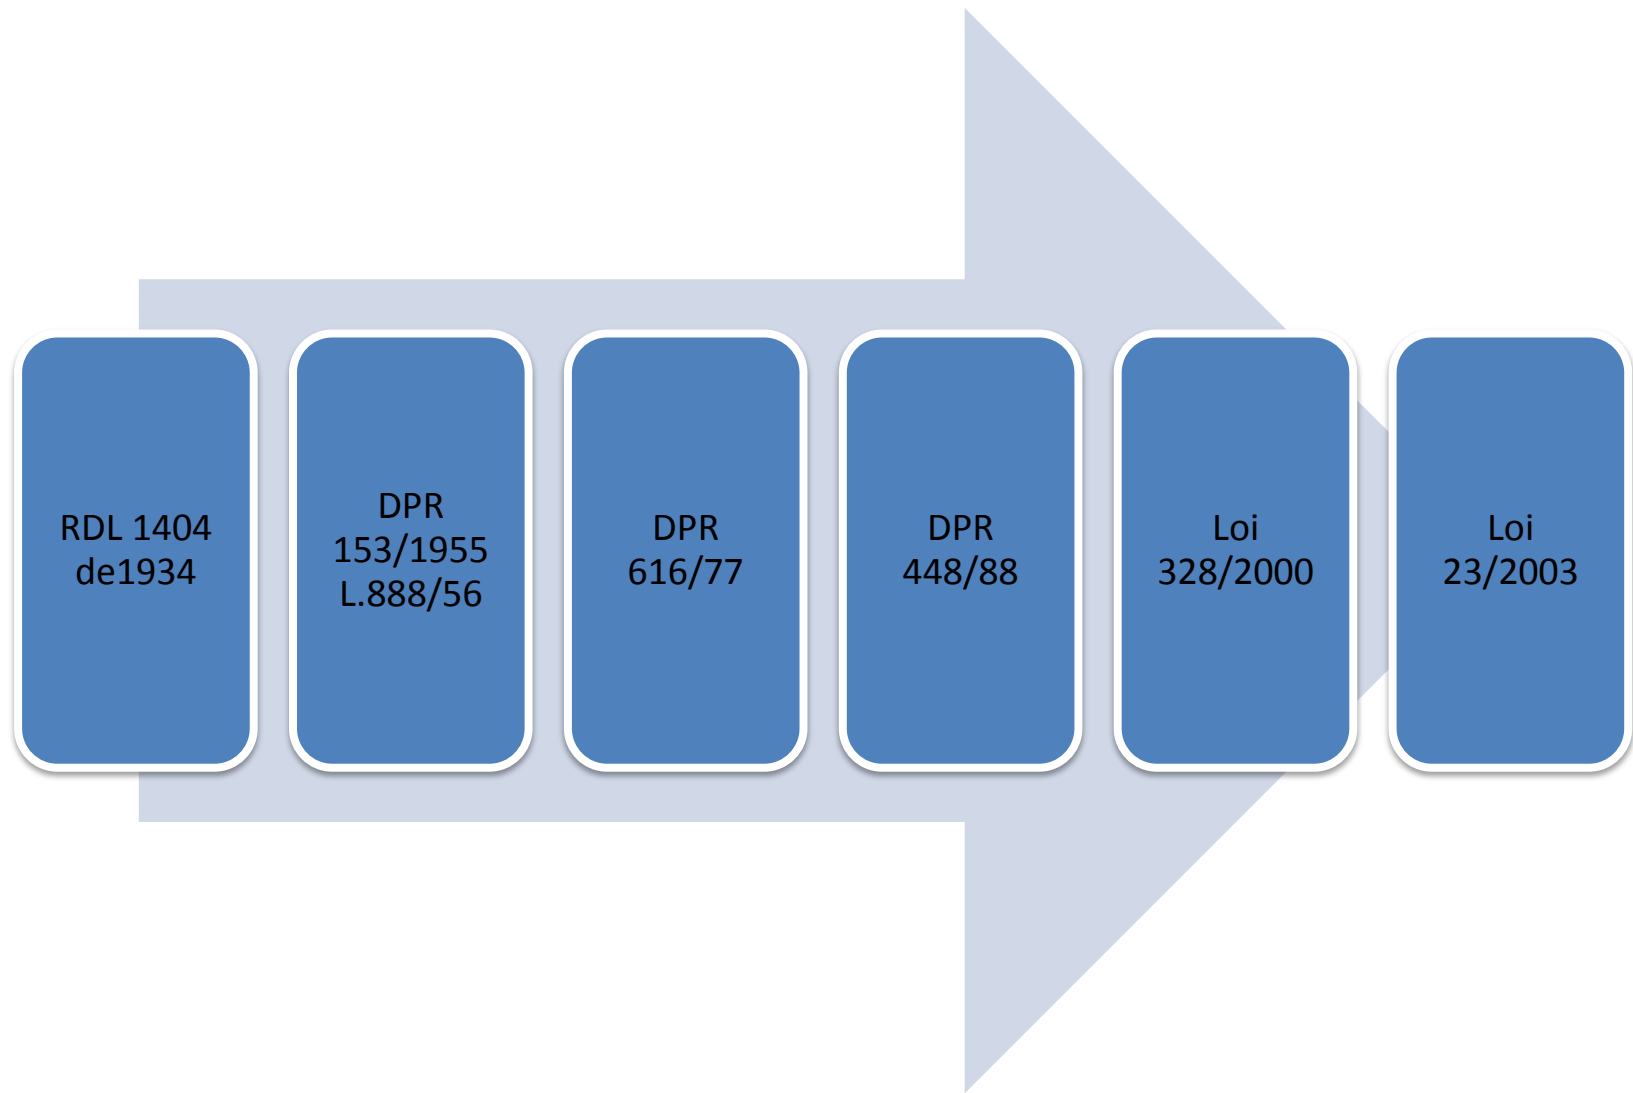 RDL 1404
de1934
DPR
153/1955
L.888/56
DPR
616/77
DPR
448/88
Loi
328/2000
Loi
23/2003